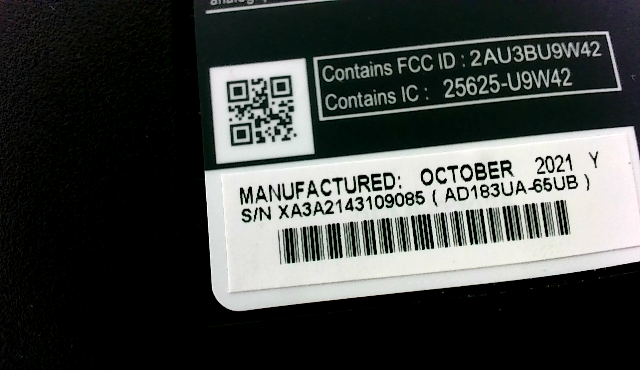 Contains FCC ID : 2AU3BU9W42
Contains IC : 25625-U9W42
MANUFACTURED: OCTOBER 2021 Y
S/N XA3A2143109085 ( AD183UA-65UB )